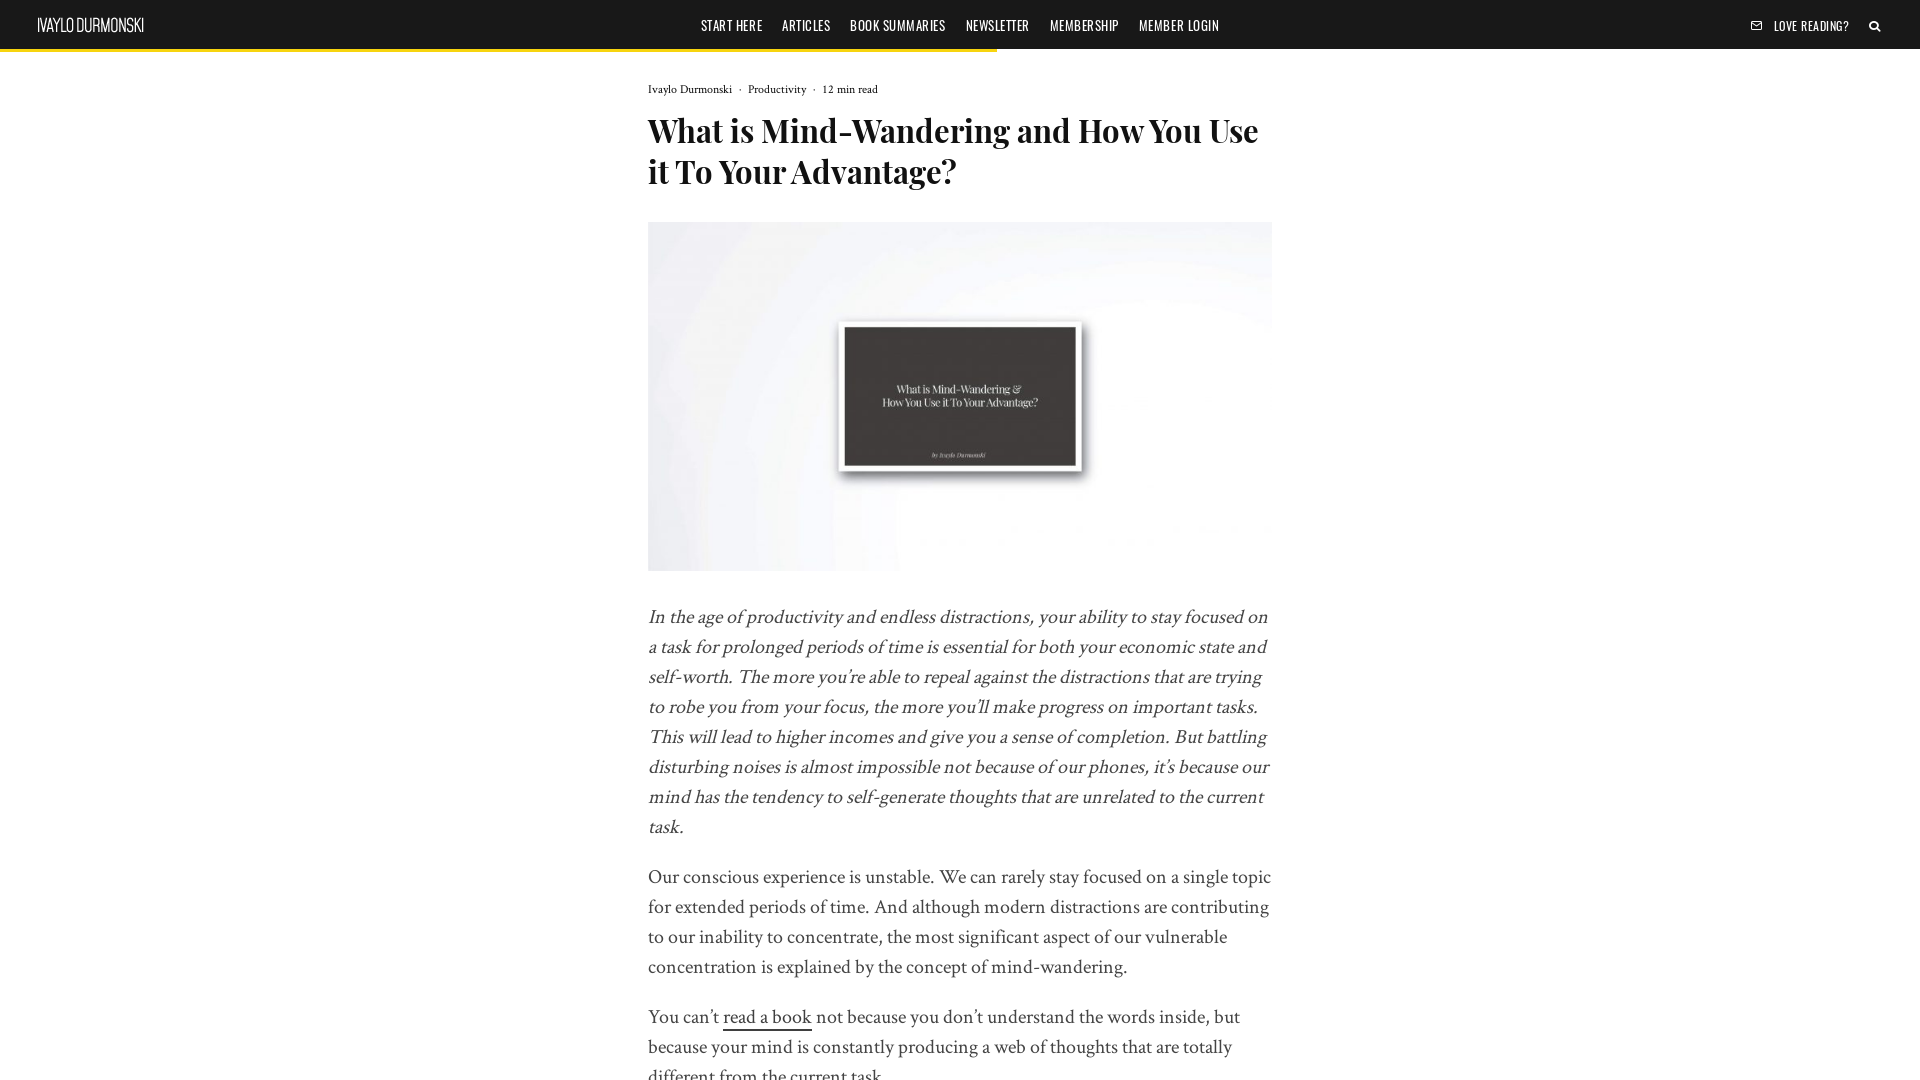 IVAYLO DURMONSKI
START HERE
ARTICLES
BOOK SUMMARIES
NEWSLETTER
MEMBERSHIP
MEMBER LOGIN
LOVE READING?
Ivaylo Durmonski · Productivity · 12 min read
What is Mind-Wandering and How You Use
it To Your Advantage?
What is Mind-Wandering &
How You Use it To Your Advantage?
by Ivaylo Durmonski
In the age of productivity and endless distractions, your ability to stay focused on
a task for prolonged periods of time is essential for both your economic state and
self-worth. The more you’re able to repeal against the distractions that are trying
to robe you from your focus, the more you’ll make progress on important tasks.
This will lead to higher incomes and give you a sense of completion. But battling
disturbing noises is almost impossible not because of our phones, it’s because our
mind has the tendency to self-generate thoughts that are unrelated to the current
task.
Our conscious experience is unstable. We can rarely stay focused on a single topic
for extended periods of time. And although modern distractions are contributing
to our inability to concentrate, the most significant aspect of our vulnerable
concentration is explained by the concept of mind-wandering.
You can’t read a book not because you don’t understand the words inside, but
because your mind is constantly producing a web of thoughts that are totally
different from the current task.